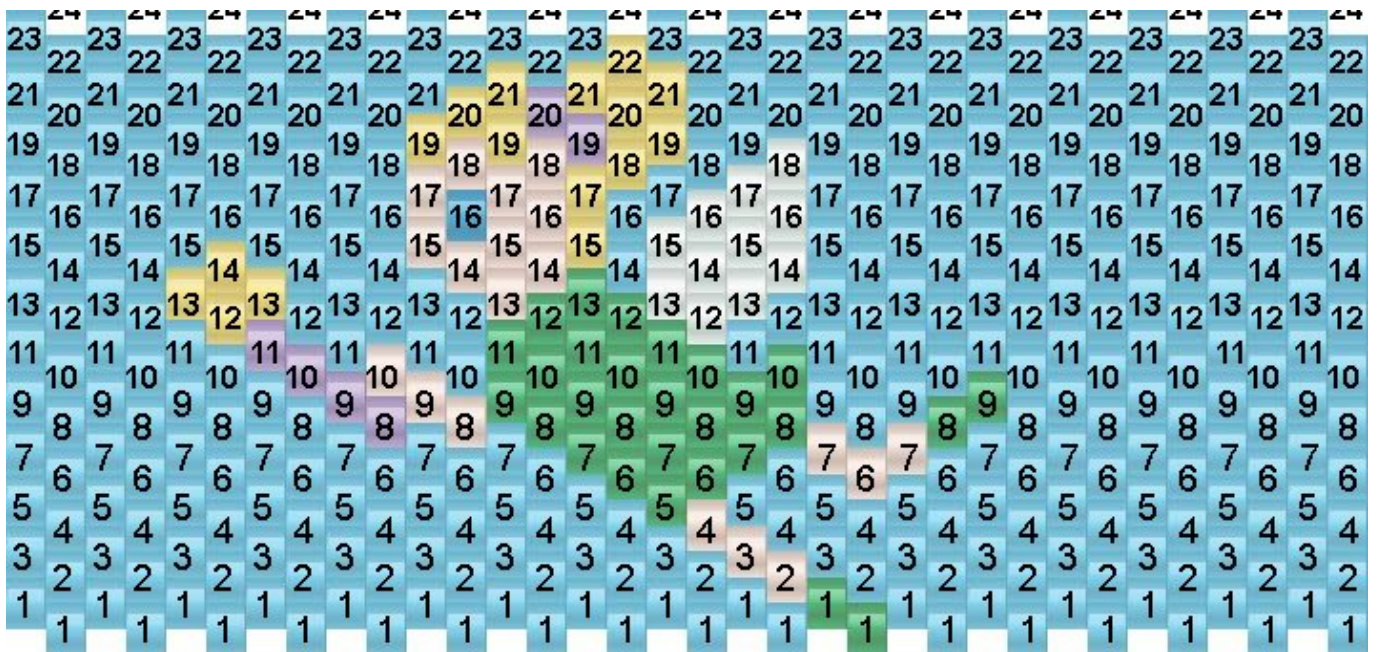 24 24 24 24 24 24 24 24 24 24 24 24 24 24 24 24 24
23 23 23 23 23 23 23 23 23 23 23 23 23 23 23 23 23
22 22 22 22 22 22 22 22 22 22 22 22 22 22 22 22 22
21 21 21 21 21 21 21 21 21 21 21 21 21 21 21 21 21
20 20 20 20 20 20 20 20 20 20 20 20 20 20 20 20 20
19 19 19 19 19 19 19 19 19 19 19 19 19 19 19 19 19
18 18 18 18 18 18 18 18 18 18 18 18 18 18 18 18 18
17 17 17 17 17 17 17 17 17 17 17 17 17 17 17 17 17
16 16 16 16 16 16 16 16 16 16 16 16 16 16 16 16 16
15 15 15 15 15 15 15 15 15 15 15 15 15 15 15 15 15
14 14 14 14 14 14 14 14 14 14 14 14 14 14 14 14 14
13 13 13 13 13 13 13 13 13 13 13 13 13 13 13 13 13
12 12 12 12 12 12 12 12 12 12 12 12 12 12 12 12 12
11 11 11 11 11 11 11 11 11 11 11 11 11 11 11 11 11
10 10 10 10 10 10 10 10 10 10 10 10 10 10 10 10 10
9 9 9 9 9 9 9 9 9 9 9 9 9 9 9 9 9
8 8 8 8 8 8 8 8 8 8 8 8 8 8 8 8 8
7 7 7 7 7 7 7 7 7 7 7 7 7 7 7 7 7
6 6 6 6 6 6 6 6 6 6 6 6 6 6 6 6 6
5 5 5 5 5 5 5 5 5 5 5 5 5 5 5 5 5
4 4 4 4 4 4 4 4 4 4 4 4 4 4 4 4 4
3 3 3 3 3 3 3 3 3 3 3 3 3 3 3 3 3
2 2 2 2 2 2 2 2 2 2 2 2 2 2 2 2 2
1 1 1 1 1 1 1 1 1 1 1 1 1 1 1 1 1
1 1 1 1 1 1 1 1 1 1 1 1 1 1 1 1 1